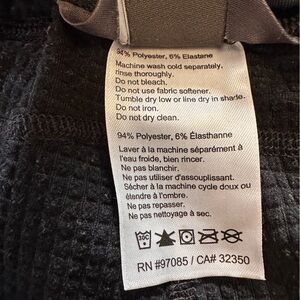 94% Polyester, 6% Elastane
Machine wash cold separately,
rinse thoroughly.
Do not bleach.
Do not use fabric softener.
Tumble dry low or line dry in shade.
Do not iron.
Do not dry clean.
94% Polyester, 6% Élasthanne
Laver à la machine séparément à
l'eau froide, bien rincer.
Ne pas blanchir.
Ne pas utiliser d'assouplissant.
Sécher à la machine cycle doux ou
étendre à l'ombre.
Ne pas repasser.
Ne pas nettoyage à sec.
30C
RN #97085 / CA# 32350